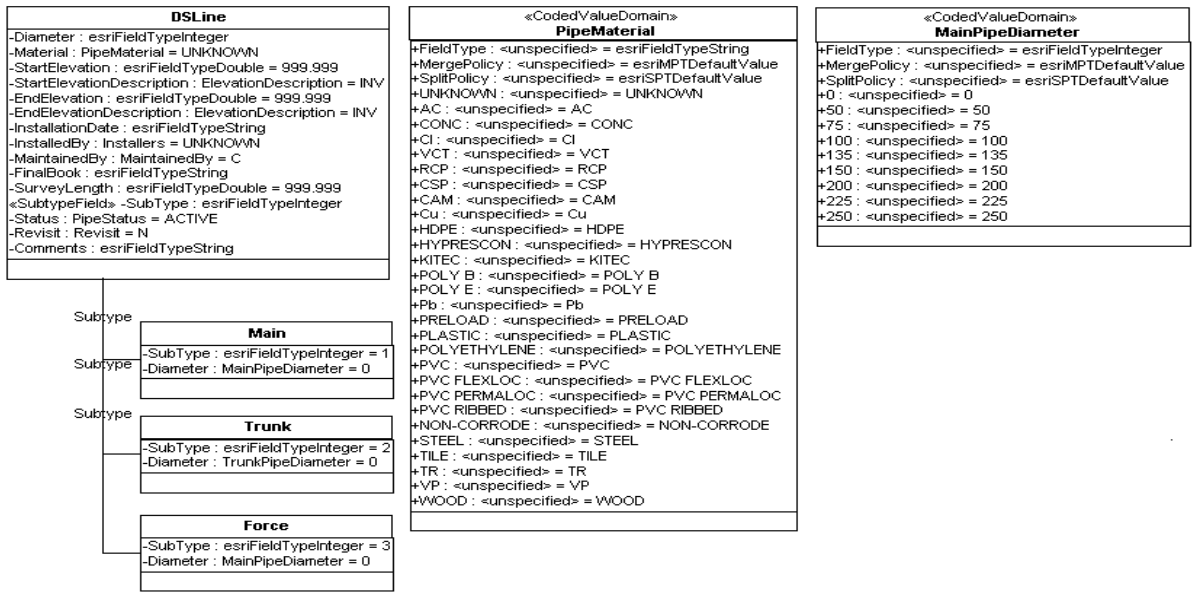 DSLine
-Diameter : esriFieldTypeInteger
-Material : PipeMaterial = UNKNOWN
-StartElevation : esriFieldTypeDouble = 999.999
-StartElevationDescription : ElevationDescription = INV
-EndElevation : esriFieldTypeDouble = 999.999
-EndElevationDescription : ElevationDescription = INV
-InstallationDate : esriFieldTypeString
-InstalledBy : Installers = UNKNOWN
-MaintainedBy : MaintainedBy = C
-FinalBook : esriFieldTypeString
-SurveyLength : esriFieldTypeDouble = 999.999
«SubtypeField» -SubType : esriFieldTypeInteger
-Status : PipeStatus = ACTIVE
-Revisit : Revisit = N
-Comments : esriFieldTypeString
Subtype
Main
-SubType : esriFieldTypeInteger = 1
-Diameter : MainPipeDiameter = 0
Subtype
Trunk
-SubType : esriFieldTypeInteger = 2
-Diameter : TrunkPipeDiameter = 0
Subtype
Force
-SubType : esriFieldTypeInteger = 3
-Diameter : MainPipeDiameter = 0
«CodedValueDomain»
PipeMaterial
+FieldType : <unspecified> = esriFieldTypeString
+MergePolicy : <unspecified> = esriMPTDefaultValue
+SplitPolicy : <unspecified> = esriSPTDefaultValue
+UNKNOWN : <unspecified> = UNKNOWN
+AC : <unspecified> = AC
+CONC : <unspecified> = CONC
+CI : <unspecified> = CI
+VCT : <unspecified> = VCT
+RCP : <unspecified> = RCP
+CSP : <unspecified> = CSP
+CAM : <unspecified> = CAM
+Cu : <unspecified> = Cu
+HDPE : <unspecified> = HDPE
+HYPRESCON : <unspecified> = HYPRESCON
+KITEC : <unspecified> = KITEC
+POLY B : <unspecified> = POLY B
+POLY E : <unspecified> = POLY E
+Pb : <unspecified> = Pb
+PRELOAD : <unspecified> = PRELOAD
+PLASTIC : <unspecified> = PLASTIC
+POLYETHYLENE : <unspecified> = POLYETHYLENE
+PVC : <unspecified> = PVC
+PVC FLEXLOC : <unspecified> = PVC FLEXLOC
+PVC PERMALOC : <unspecified> = PVC PERMALOC
+PVC RIBBED : <unspecified> = PVC RIBBED
+NON-CORRODE : <unspecified> = NON-CORRODE
+STEEL : <unspecified> = STEEL
+TILE : <unspecified> = TILE
+TR : <unspecified> = TR
+VP : <unspecified> = VP
+WOOD : <unspecified> = WOOD
«CodedValueDomain»
MainPipeDiameter
+FieldType : <unspecified> = esriFieldTypeInteger
+MergePolicy : <unspecified> = esriMPTDefaultValue
+SplitPolicy : <unspecified> = esriSPTDefaultValue
+0 : <unspecified> = 0
+50 : <unspecified> = 50
+75 : <unspecified> = 75
+100 : <unspecified> = 100
+135 : <unspecified> = 135
+150 : <unspecified> = 150
+200 : <unspecified> = 200
+225 : <unspecified> = 225
+250 : <unspecified> = 250